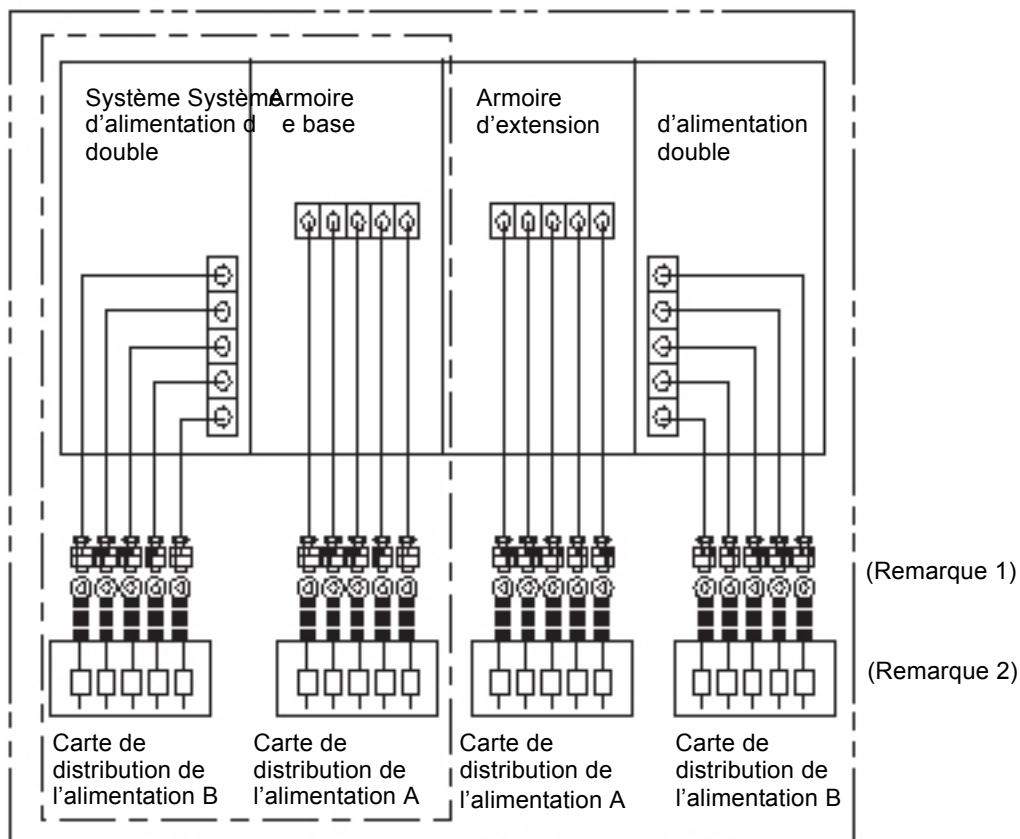 Système Système
d'alimentation d
double
Armoire
e base
Armoire
d'extension
d'alimentation
double
(Remarque 1)
(Remarque 2)
Carte de
distribution de
l'alimentation B
Carte de
distribution de
l'alimentation A
Carte de
distribution de
l'alimentation A
Carte de
distribution de
l'alimentation B